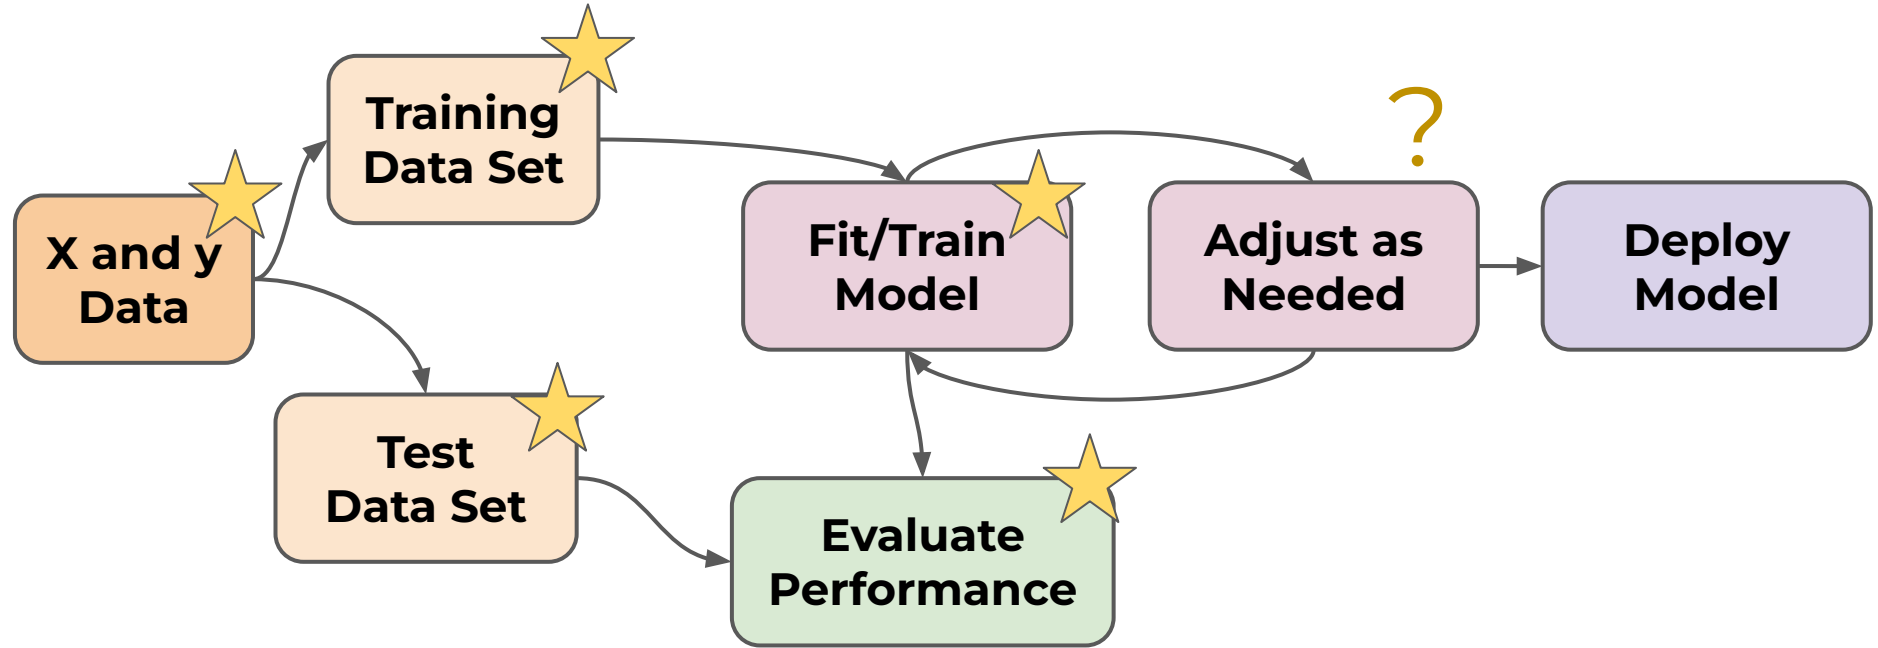 X and y
Data
Training
Data Set
Test
Data Set
Fit/Train
Model
Evaluate
Performance
?
Adjust as
Needed
Deploy
Model